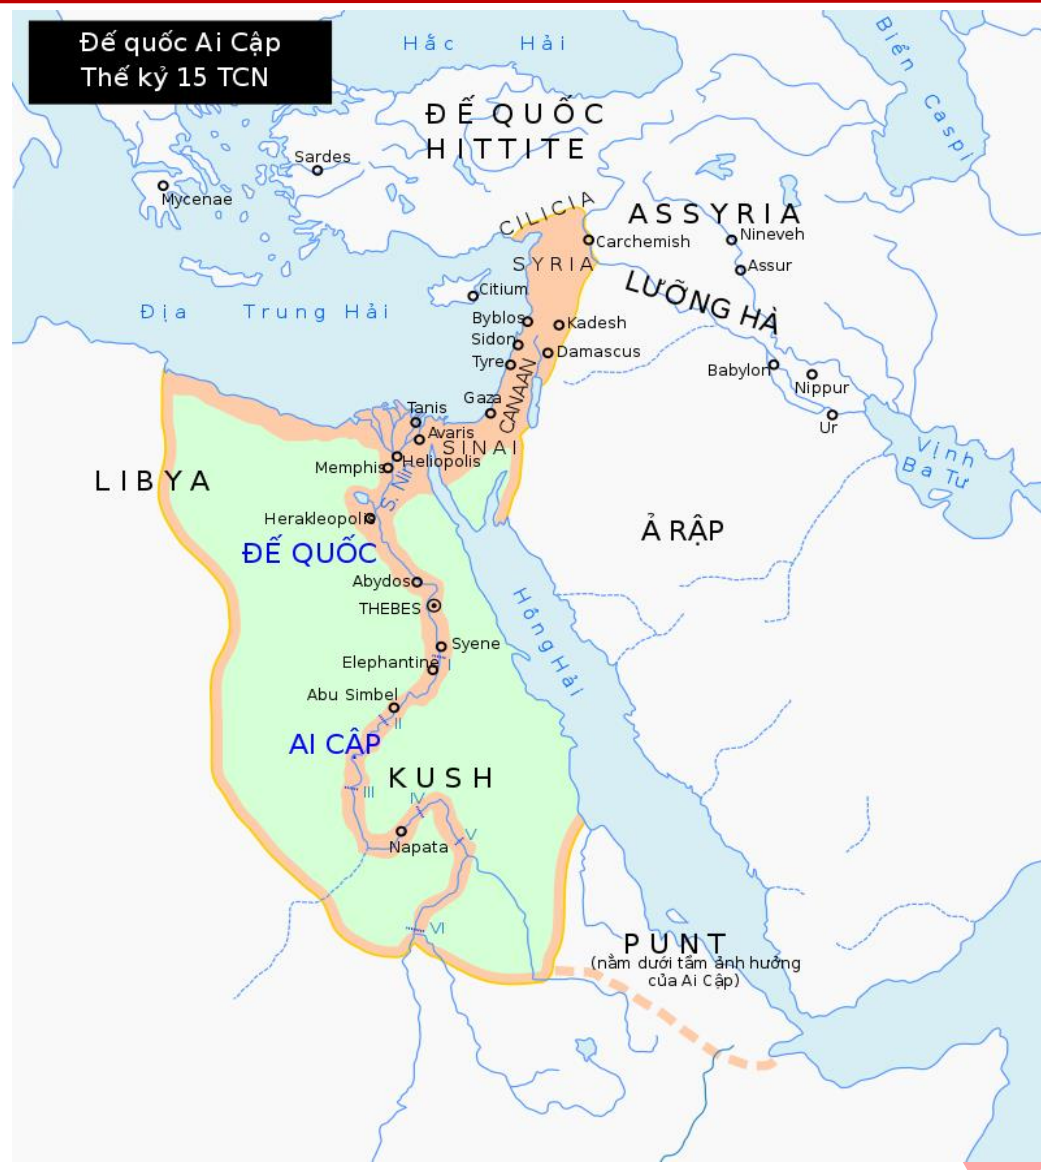 Đế quốc Ai Cập
Thế kỷ 15 TCN
Hắc Hải
Biển Caspi
ĐẾ QUỐC
HITTITE
Sardes
Mycenae
CILICIA
ASSYRIA
Carchemish
Nineveh
SYRIA
Assur
Citium
LƯỠNG HÀ
Địa Trung Hải
Byblos
Kadesh
Sidon
Damascus
Tyre
Babylon
Nippur
CANAAN
Gaza
Tanis
Ur
Avaris
SINAI
Vịnh
Ba Tư
Heliopolis
Memphis
LIBYA
S. Nin
Herakleopolis
Ả RẬP
ĐẾ QUỐC
Abydos
THEBES
Hồng Hải
Syene
Elephantine
I
Abu Simbel
II
AI CẬP
KUSH
III
IV
V
Napata
VI
PUNT
(nằm dưới tầm ảnh hưởng
của Ai Cập)